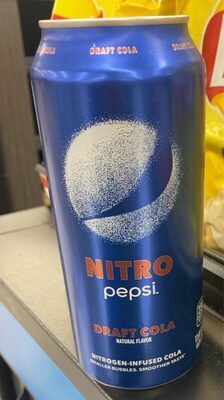 DRAFT COLA
NITRO
pepsi.
DRAFT COLA
NATURAL FLAVOR
NITROGEN-INFUSED COLA
SMALLER BUBBLES. SMOOTHER TASTE*